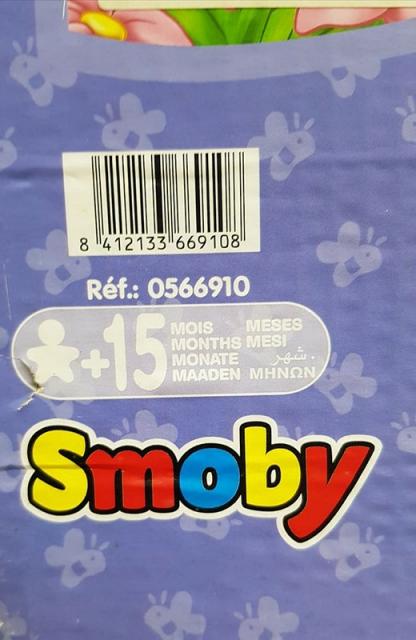 8 412133 669108
Réf.: 0566910
+15 MOIS MESES
MONTHS MESI
MONATE شهر.
MAADEN ΜΗΝΩΝ
Smoby